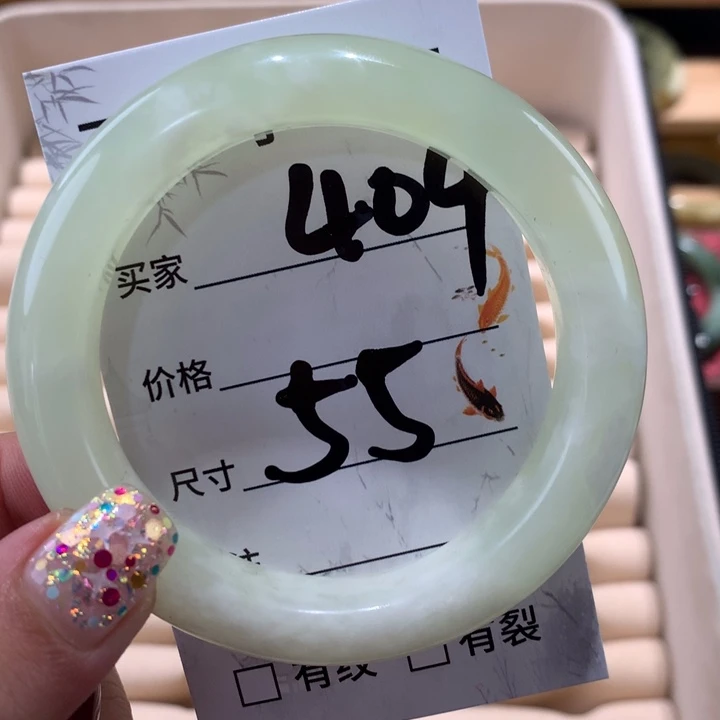 买家 404
价格
尺寸 55
有纹 有裂